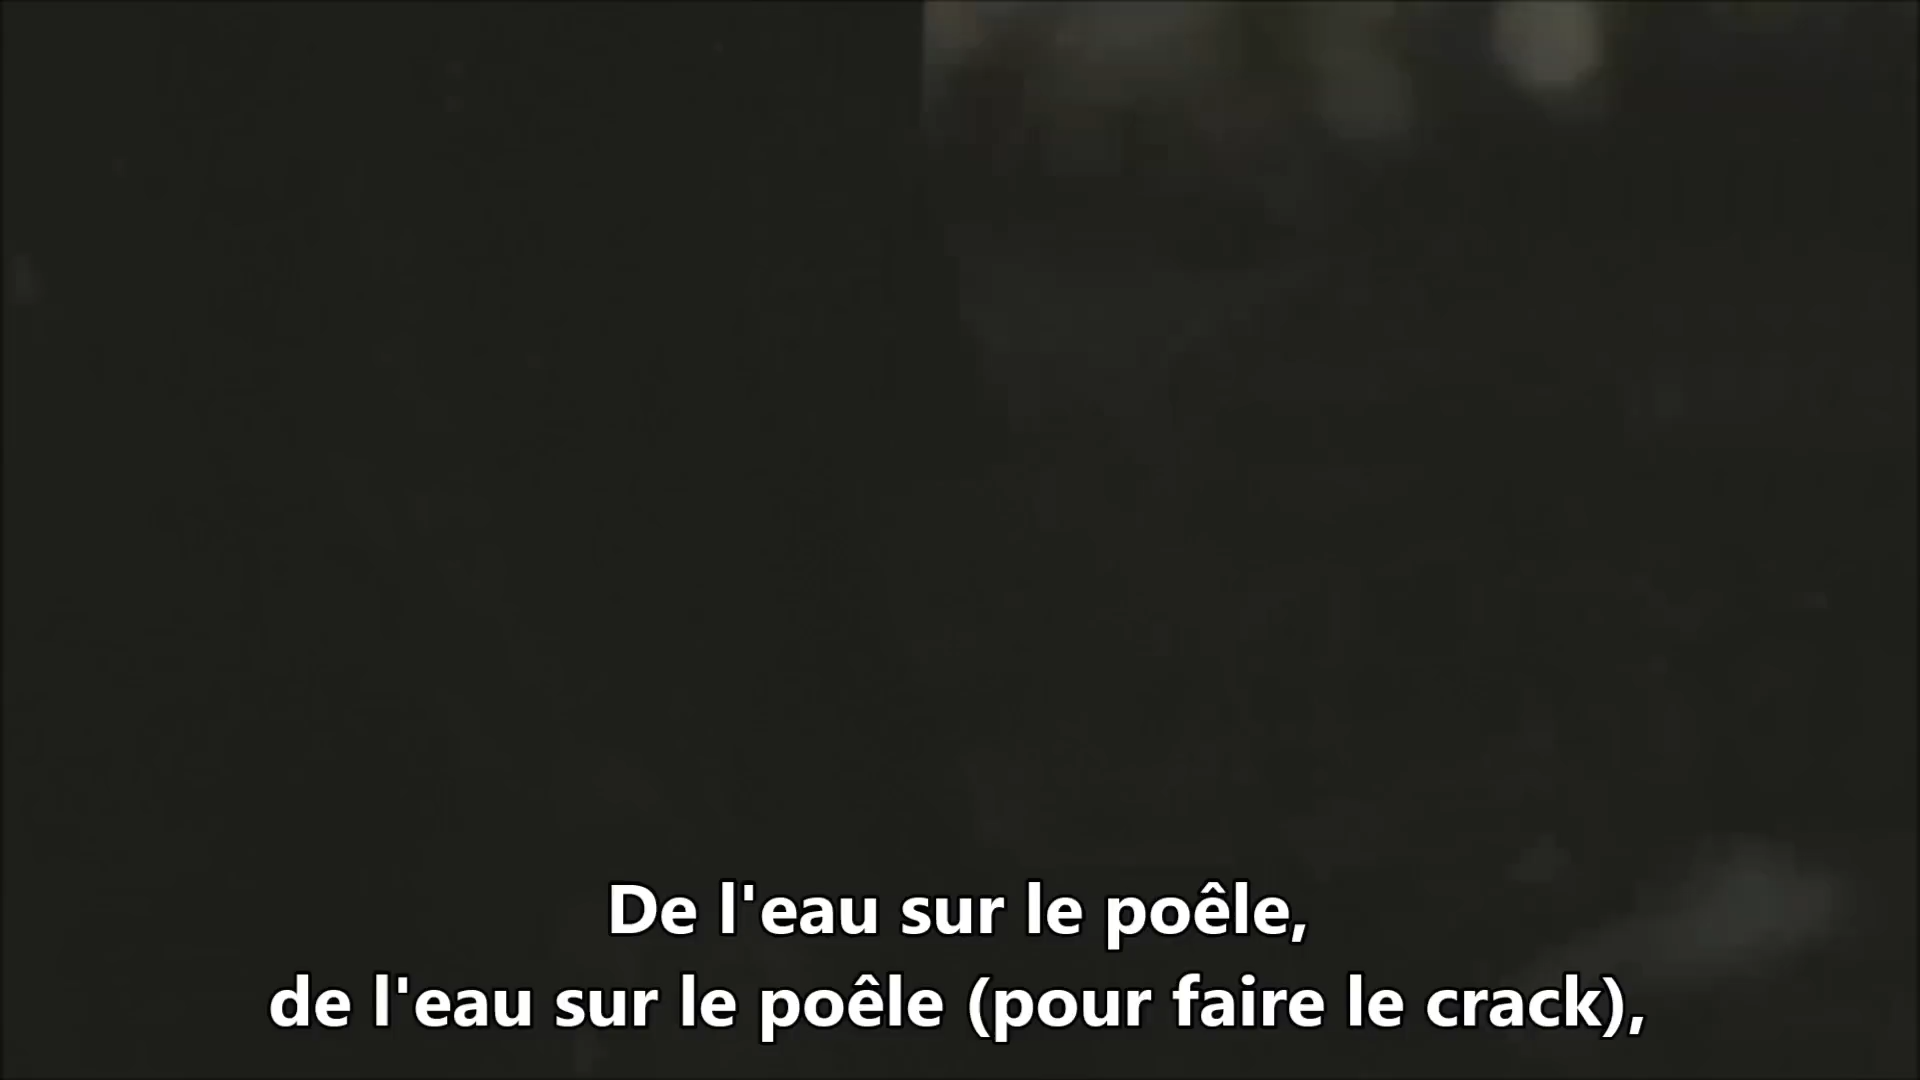 De l'eau sur le poêle,
de l'eau sur le poêle (pour faire le crack),